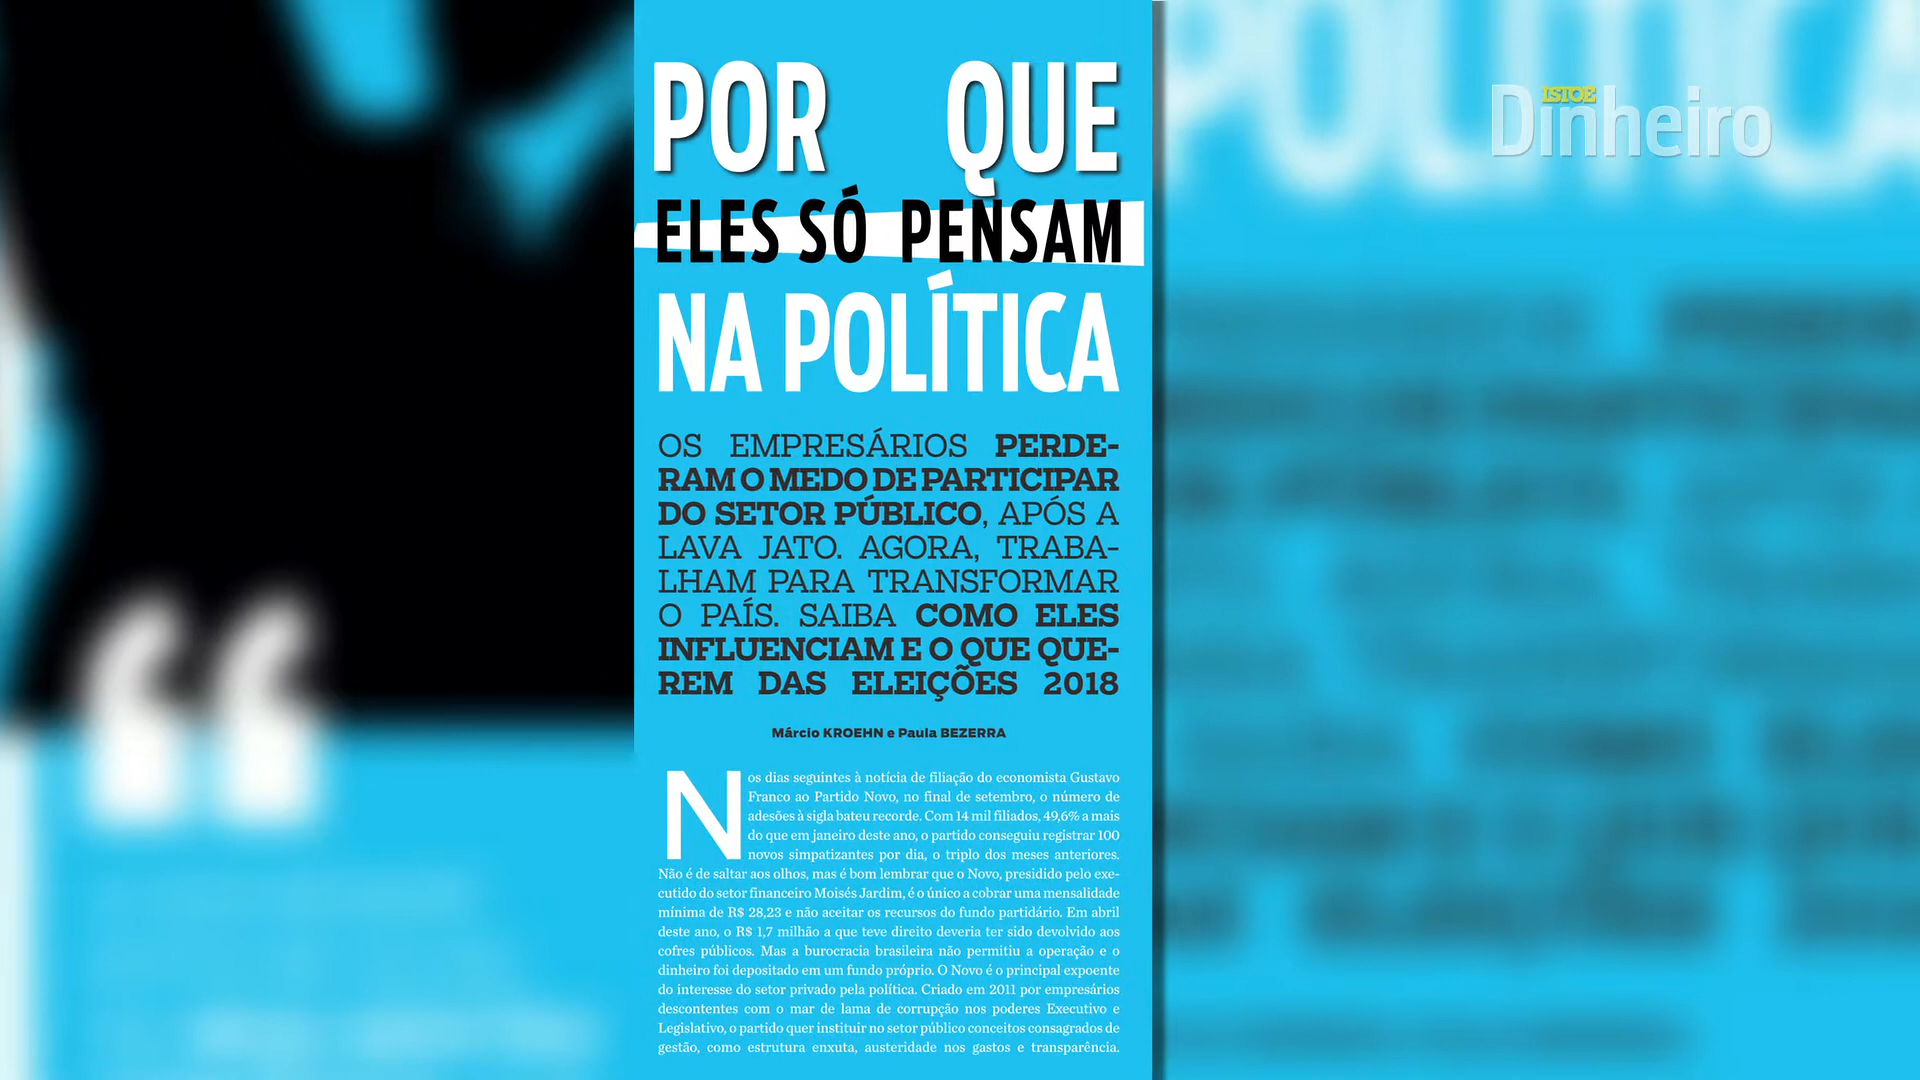 POR QUE
ELES SÓ PENSAM
NA POLÍTICA
OS EMPRESÁRIOS PERDE-
RAM O MEDO DE PARTICIPAR
DO SETOR PÚBLICO, APÓS A
LAVA JATO. AGORA, TRABA-
LHAM PARA TRANSFORMAR
O PAÍS. SAIBA COMO ELES
INFLUENCIAM E O QUE QUE-
REM DAS ELEIÇÕES 2018
Márcio KROEHN e Paula BEZERRA
Nos dias seguintes à notícia de filiação do economista Gustavo
Franco ao Partido Novo, no final de setembro, o número de
adesões à sigla bateu recorde. Com 14 mil filiados, 49,6% a mais
do que em janeiro deste ano, o partido conseguiu registrar 100
novos simpatizantes por dia, o triplo dos meses anteriores.
Não é de saltar aos olhos, mas é bom lembrar que o Novo, presidido pelo exe-
cutido do setor financeiro Moisés Jardim, é o único a cobrar uma mensalidade
mínima de R$ 28,23 e não aceitar os recursos do fundo partidário. Em abril
deste ano, o R$ 1,7 milhão a que teve direito deveria ter sido devolvido aos
cofres públicos. Mas a burocracia brasileira não permitiu a operação e o
dinheiro foi depositado em um fundo próprio. O Novo é o principal expoente
do interesse do setor privado pela política. Criado em 2011 por empresários
descontentes com o mar de lama de corrupção nos poderes Executivo e
Legislativo, o partido quer instituir no setor público conceitos consagrados de
gestão, como estrutura enxuta, austeridade nos gastos e transparência.
ISTOÉ
Dinheiro
POLÍTICA